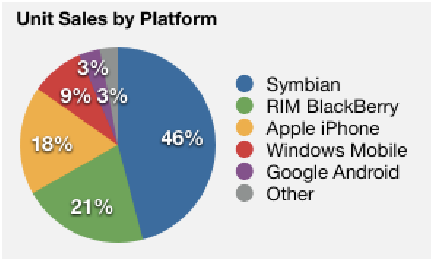 Unit Sales by Platform
3%
9% 3%
18%
46%
21%
Symbian
RIM BlackBerry
Apple iPhone
Windows Mobile
Google Android
Other